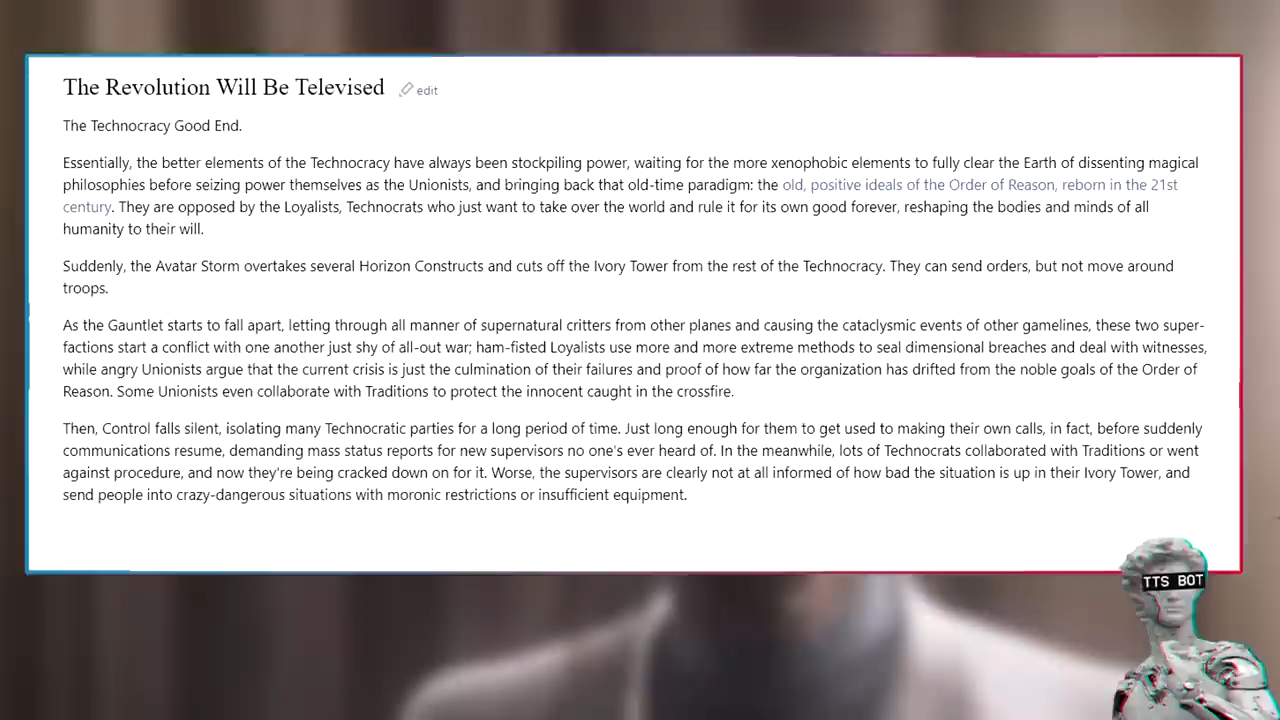 The Revolution Will Be Televised edit
The Technocracy Good End.
Essentially, the better elements of the Technocracy have always been stockpiling power, waiting for the more xenophobic elements to fully clear the Earth of dissenting magical
philosophies before seizing power themselves as the Unionists, and bringing back that old-time paradigm: the old, positive ideals of the Order of Reason, reborn in the 21st
century. They are opposed by the Loyalists, Technocrats who just want to take over the world and rule it for its own good forever, reshaping the bodies and minds of all
humanity to their will.
Suddenly, the Avatar Storm overtakes several Horizon Constructs and cuts off the Ivory Tower from the rest of the Technocracy. They can send orders, but not move around
troops.
As the Gauntlet starts to fall apart, letting through all manner of supernatural critters from other planes and causing the cataclysmic events of other gamelines, these two super-
factions start a conflict with one another just shy of all-out war; ham-fisted Loyalists use more and more extreme methods to seal dimensional breaches and deal with witnesses,
while angry Unionists argue that the current crisis is just the culmination of their failures and proof of how far the organization has drifted from the noble goals of the Order of
Reason. Some Unionists even collaborate with Traditions to protect the innocent caught in the crossfire.
Then, Control falls silent, isolating many Technocratic parties for a long period of time. Just long enough for them to get used to making their own calls, in fact, before suddenly
communications resume, demanding mass status reports for new supervisors no one's ever heard of. In the meanwhile, lots of Technocrats collaborated with Traditions or went
against procedure, and now they're being cracked down on for it. Worse, the supervisors are clearly not at all informed of how bad the situation is up in their Ivory Tower, and
send people into crazy-dangerous situations with moronic restrictions or insufficient equipment.
TTS BOT